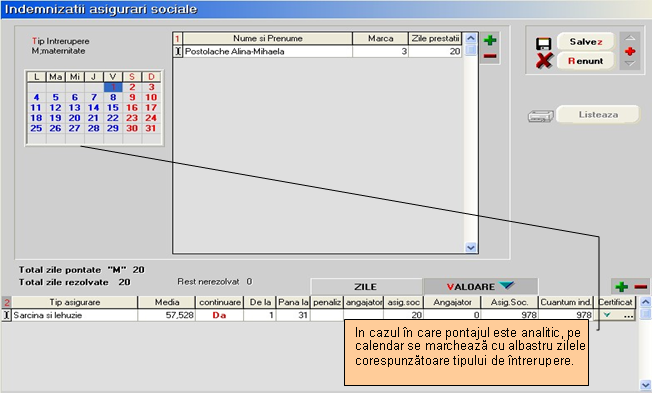 Indemnizatii asigurari sociale
Tip Intrerupere
M;maternitate
L Ma Mi J V S D
1 2 3
4 5 6 7 8 9 10
11 12 13 14 15 16 17
18 19 20 21 22 23 24
25 26 27 28 29 30 31
1 Nume si Prenume Marca Zile prestatii
Postolache Alina-Mihaela 3 20
Salvez
Renunt
Listeaza
Total zile pontate "M" 20
Total zile rezolvate 20 Rest nerezolvat 0
ZILE VALOARE
2 Tip asigurare Media continuare De la Pana la penaliz angajator asig.soc Angajator Asig.Soc. Cuantum ind. Certificat
Sarcina si lehuzie 57,528 Da 1 31 20 0 978 978 ...
In cazul în care pontajul este analitic, pe
calendar se marchează cu albastru zilele
corespunzătoare tipului de întrerupere.